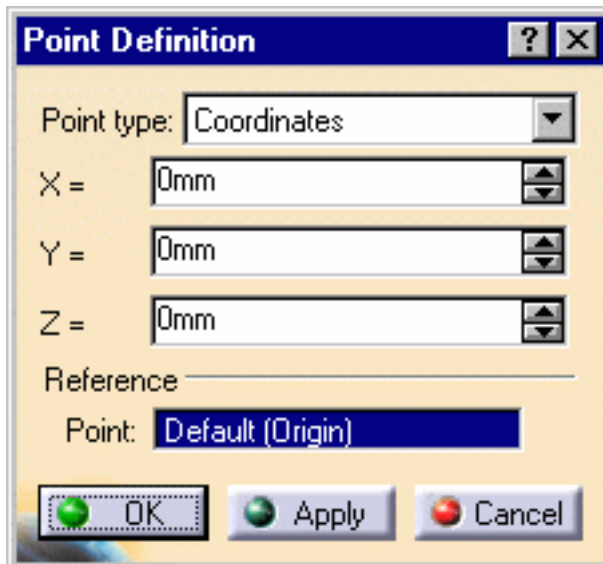 Point Definition
Point type: Coordinates
X = 0mm
Y = 0mm
Z = 0mm
Reference
Point: Default (Origin)
OK Apply Cancel